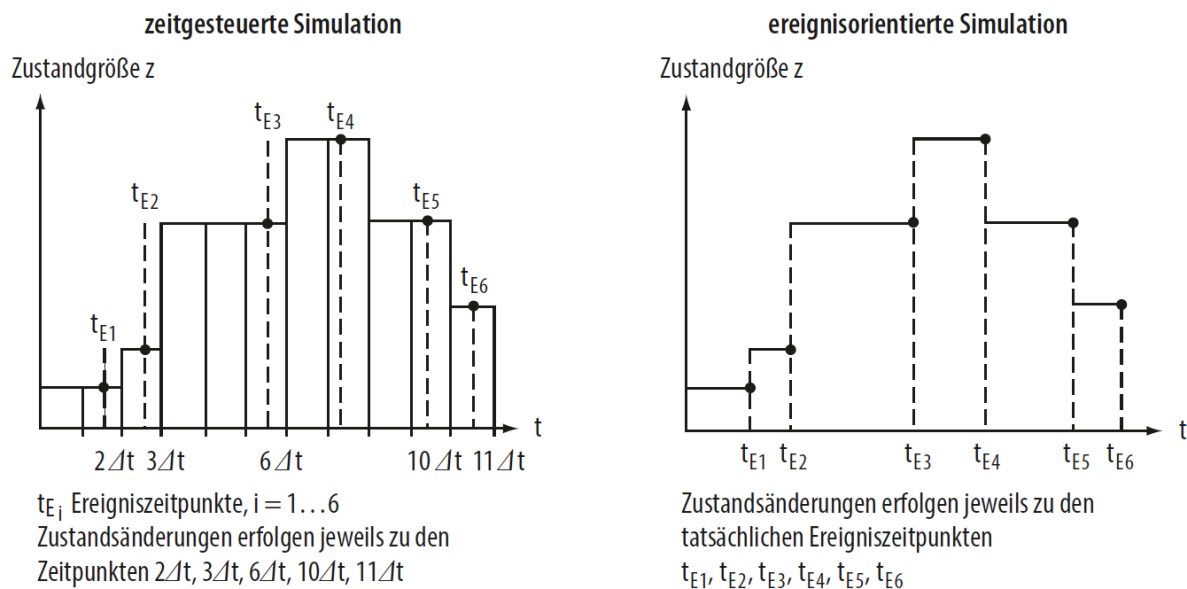 zeitgesteuerte Simulation
Zustandgröße z
tE1
tE2
tE3
tE4
tE5
tE6
t
2Δt 3Δt 6Δt 10Δt 11Δt
tEi Ereigniszeitpunkte, i = 1...6
Zustandsänderungen erfolgen jeweils zu den
Zeitpunkten 2Δt, 3Δt, 6Δt, 10Δt, 11Δt
ereignisorientierte Simulation
Zustandgröße z
t
tE1 tE2 tE3 tE4 tE5 tE6
Zustandsänderungen erfolgen jeweils zu den
tatsächlichen Ereigniszeitpunkten
tE1, tE2, tE3, tE4, tE5, tE6